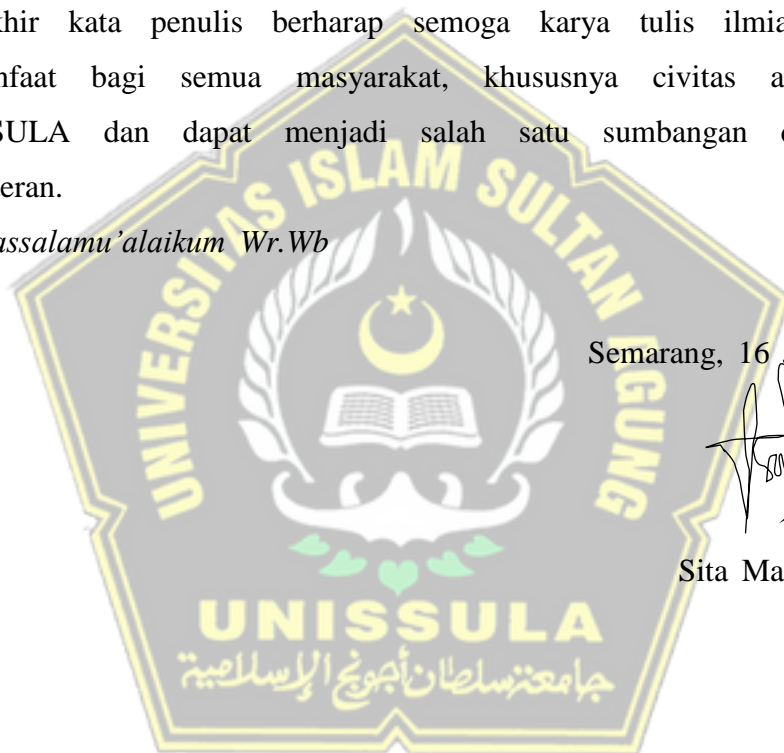 khir kata penulis berharap semoga karya tulis ilmia
nfaat bagi semua masyarakat, khususnya civitas a
SULA dan dapat menjadi salah satu sumbangan
eran.
assalamu’alaikum Wr.Wb
Semarang, 16
Sita Ma
UNIVERSITAS ISLAM SULTAN AGUNG
UNISSULA
جامعة سلطان أجونج الإسلامية